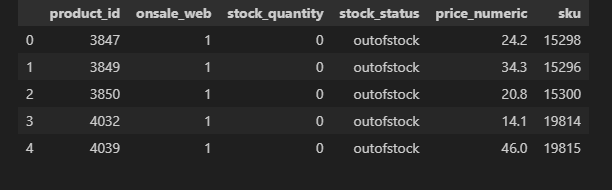 product_id onsale_web stock_quantity stock_status price_numeric sku
0 3847 1 0 outofstock 24.2 15298
1 3849 1 0 outofstock 34.3 15296
2 3850 1 0 outofstock 20.8 15300
3 4032 1 0 outofstock 14.1 19814
4 4039 1 0 outofstock 46.0 19815